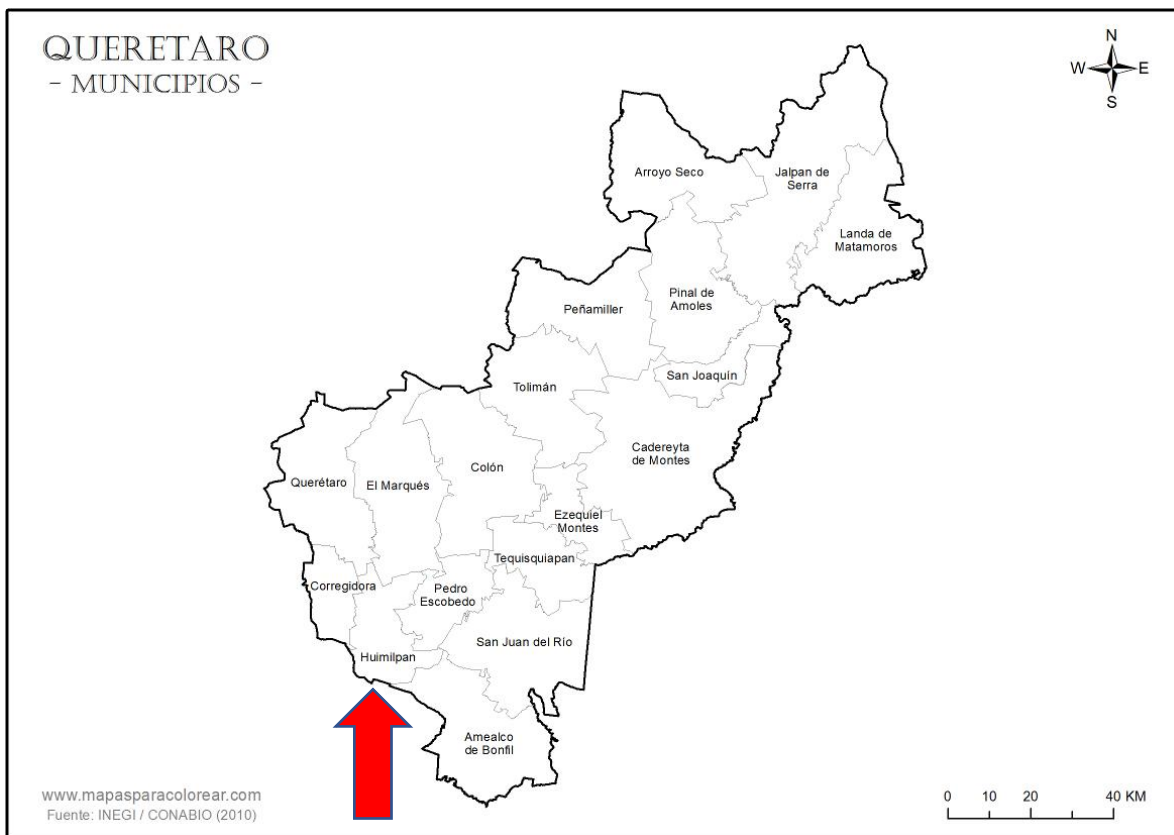 QUERETARO
- MUNICIPIOS -
N
W
E
S
Arroyo Seco
Jalpan de
Serra
Landa de
Matamoros
Pinal de
Amoles
Peñamiller
San Joaquín
Tolimán
Cadereyta
de Montes
Colón
Querétaro
El Marqués
Ezequiel
Montes
Tequisquiapan
Corregidora
Pedro
Escobedo
San Juan del Río
Huimilpan
Amealco
de Bonfil
www.mapasparacolorear.com
Fuente: INEGI / CONABIO (2010)
0 10 20 40 KM